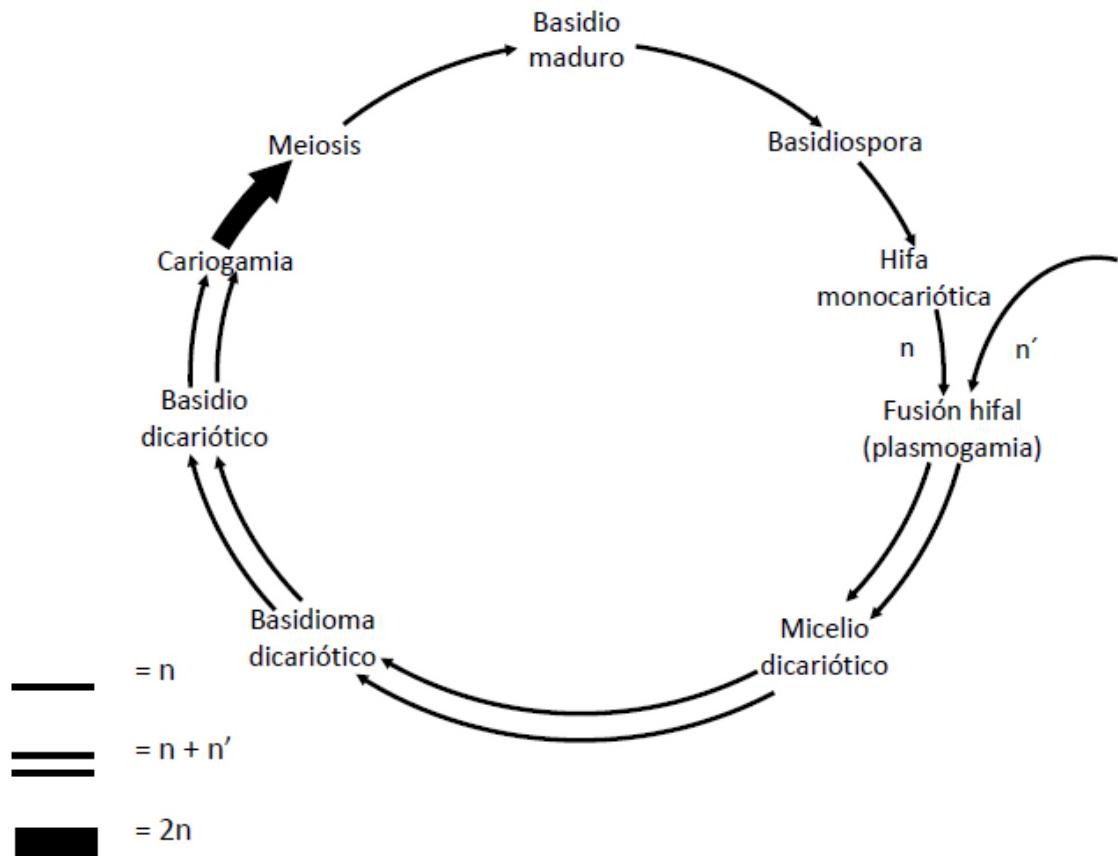 Basidio
maduro
Basidiospora
Meiosis
Hifa
monocariótica
Cariogamia
n
n´
Basidio
dicariótico
Fusión hifal
(plasmogamia)
Basidioma
dicariótico
Micelio
dicariótico
= n
= n + n′
= 2n